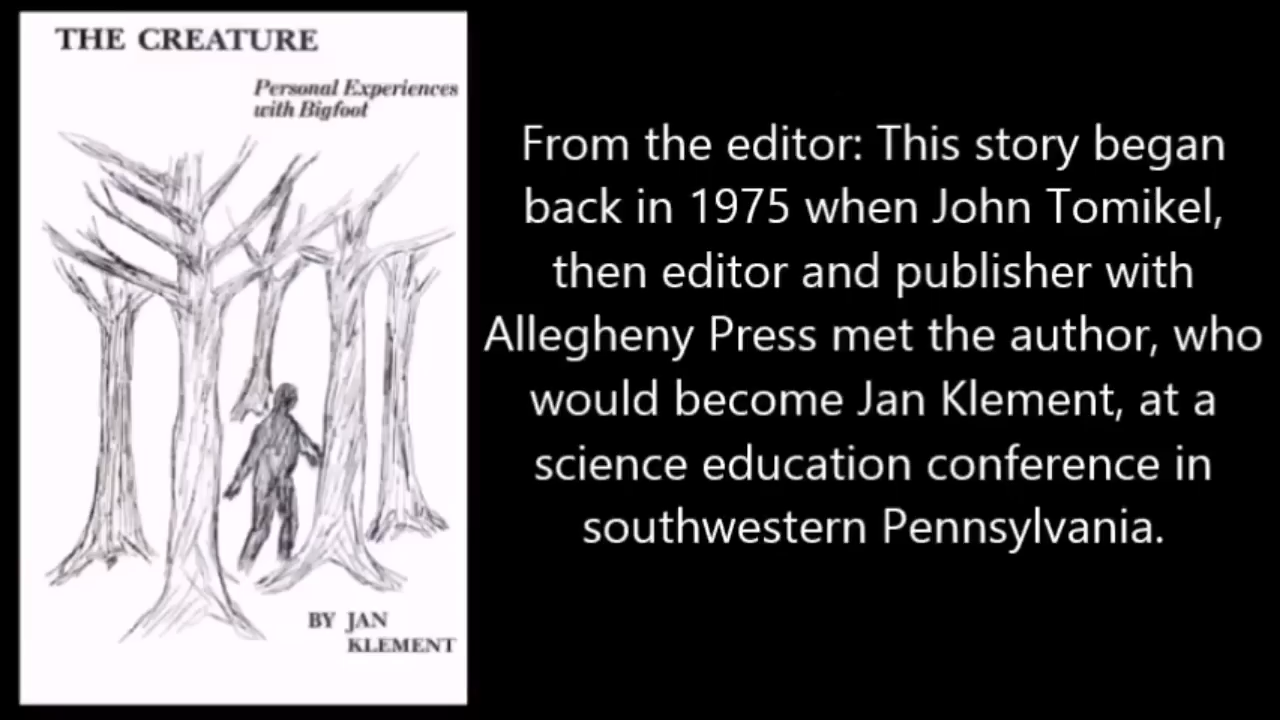 THE CREATURE
Personal Experiences
with Bigfoot
BY JAN
KLEMENT
From the editor: This story began
back in 1975 when John Tomikel,
then editor and publisher with
Allegheny Press met the author, who
would become Jan Klement, at a
science education conference in
southwestern Pennsylvania.